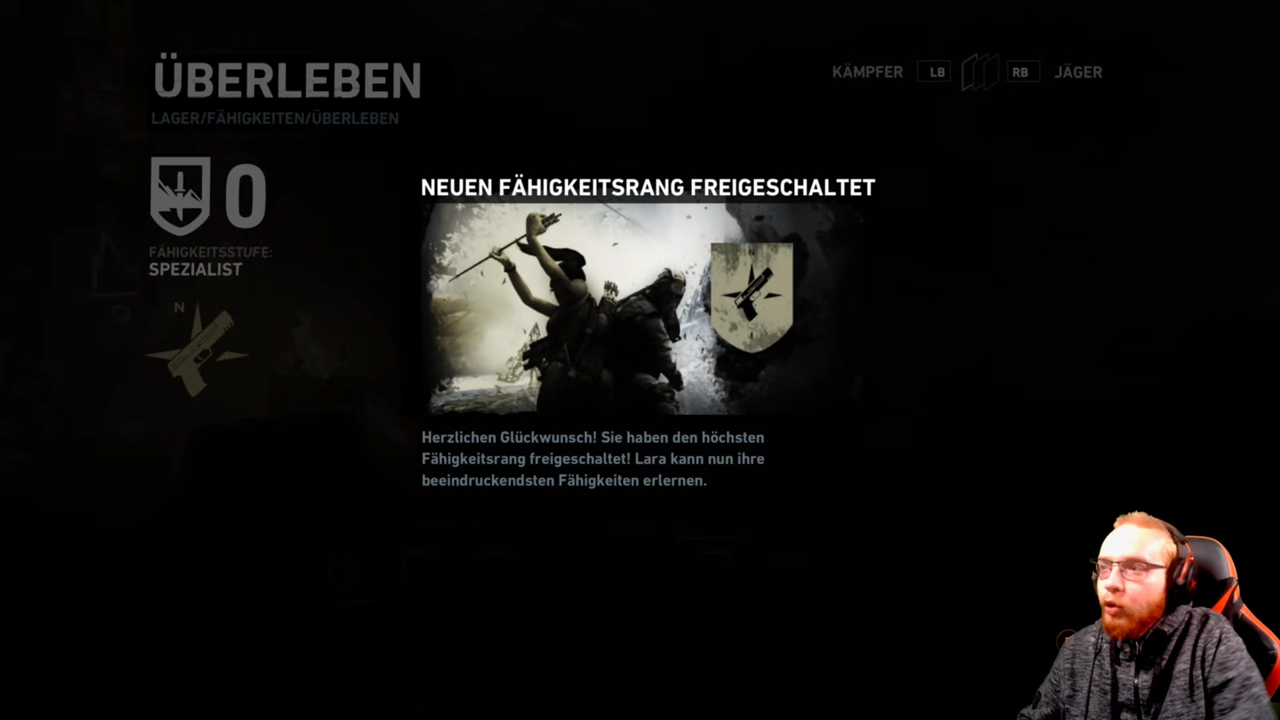 ÜBERLEBEN
LAGER/FÄHIGKEITEN/ÜBERLEBEN
KÄMPFER LB RB JÄGER
0
FÄHIGKEITSSTUFE:
SPEZIALIST
N
NEUEN FÄHIGKEITSRANG FREIGESCHALTET
N
Herzlichen Glückwunsch! Sie haben den höchsten
Fähigkeitsrang freigeschaltet! Lara kann nun ihre
beeindruckendsten Fähigkeiten erlernen.